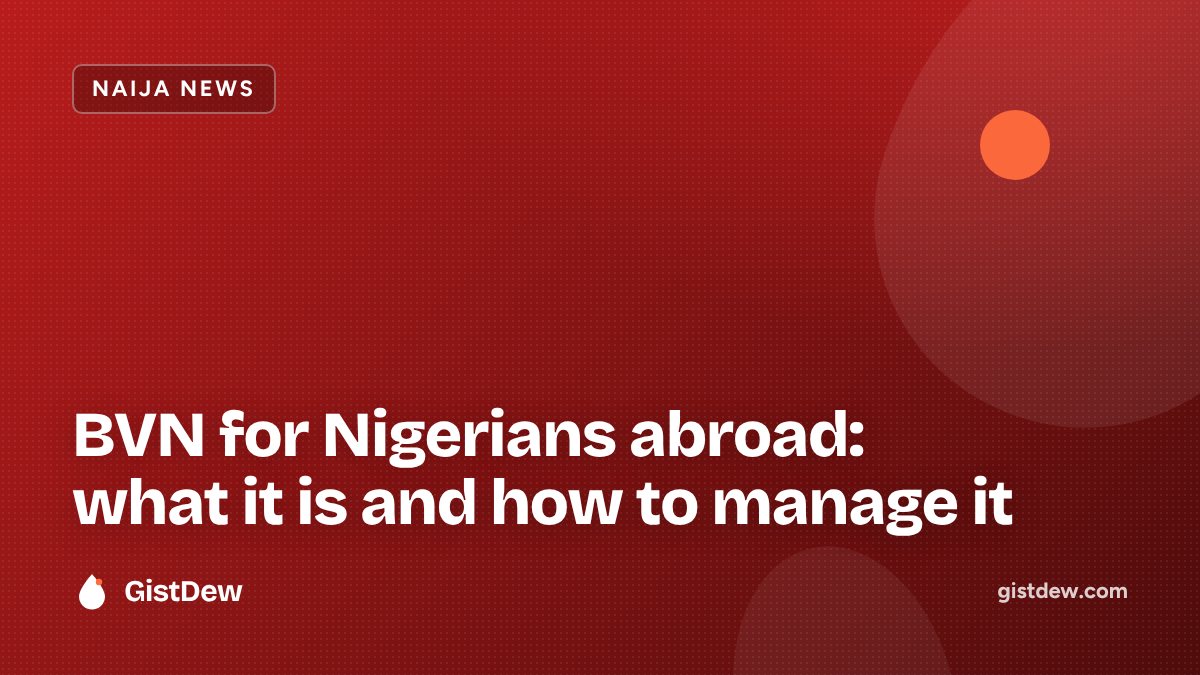 NAIJA NEWS
BVN for Nigerians abroad:
what it is and how to manage it
GistDew
gistdew.com